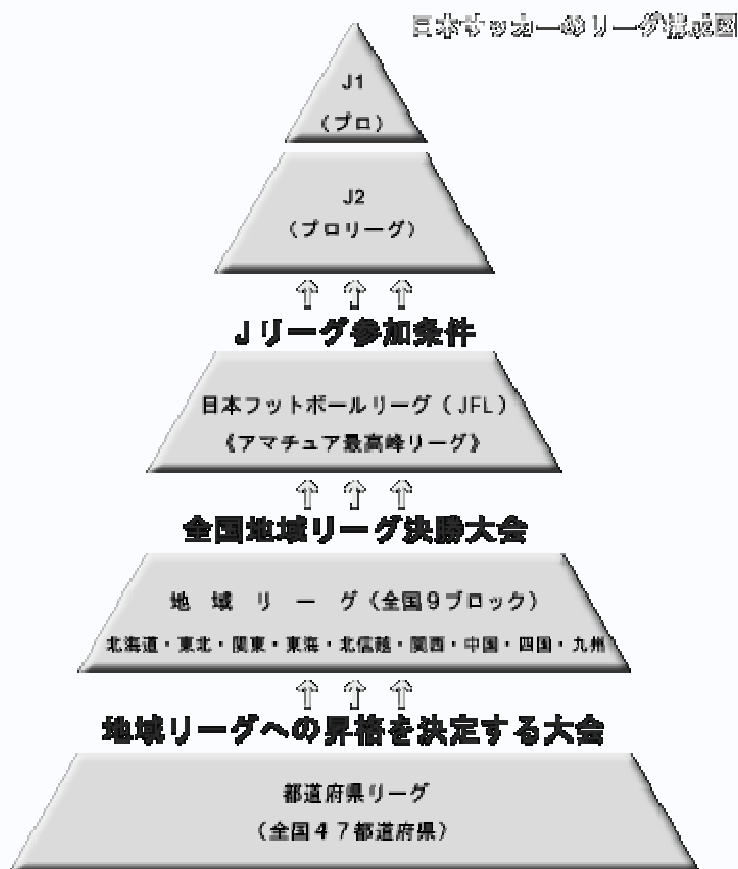 日本サッカーのリーグ構成図
J1
(プロ)
J2
(プロリーグ)
Jリーグ参加条件
日本フットボールリーグ(JFL)
《アマチュア最高峰リーグ》
全国地域リーグ決勝大会
地 域 リ ー グ(全国9ブロック)
北海道・東北・関東・東海・北信越・関西・中国・四国・九州
地域リーグへの昇格を決定する大会
都道府県リーグ
(全国47都道府県)